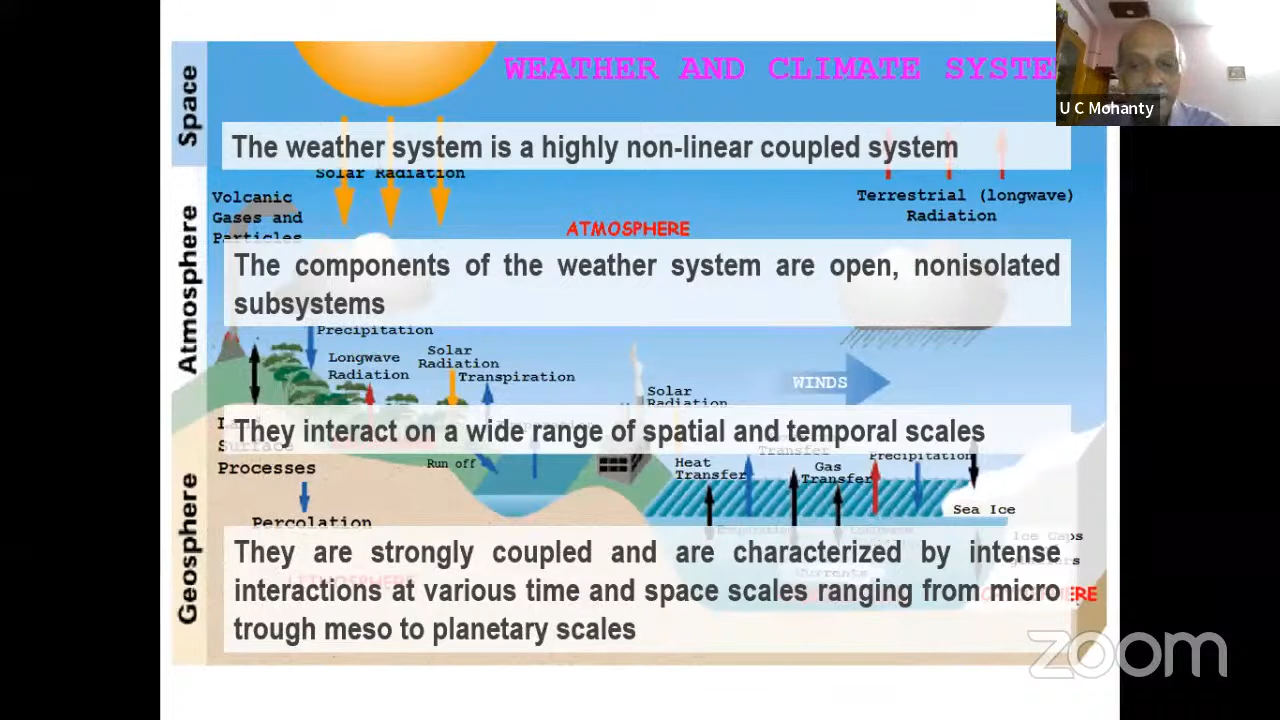 WEATHER AND CLIMATE SYSTE
U C Mohanty
Space
The weather system is a highly non-linear coupled system
Solar Radiation
Volcanic
Gases and
Particles
Terrestrial (longwave)
Radiation
Atmosphere
ATMOSPHERE
The components of the weather system are open, nonisolated
subsystems
Precipitation
Longwave
Radiation
Solar
Radiation
Transpiration
Solar
Radiation
WINDS
They interact on a wide range of spatial and temporal scales
Surface
Processes
Run off
Heat
Transfer
Transfer
Gas
Transfer
Precipitation
Sea Ice
Geosphere
Percolation
Evaporation
Ice Caps
They are strongly coupled and are characterized by intense
interactions at various time and space scales ranging from micro
trough meso to planetary scales
LITHOSPHERE
Currents
ERE
zoom